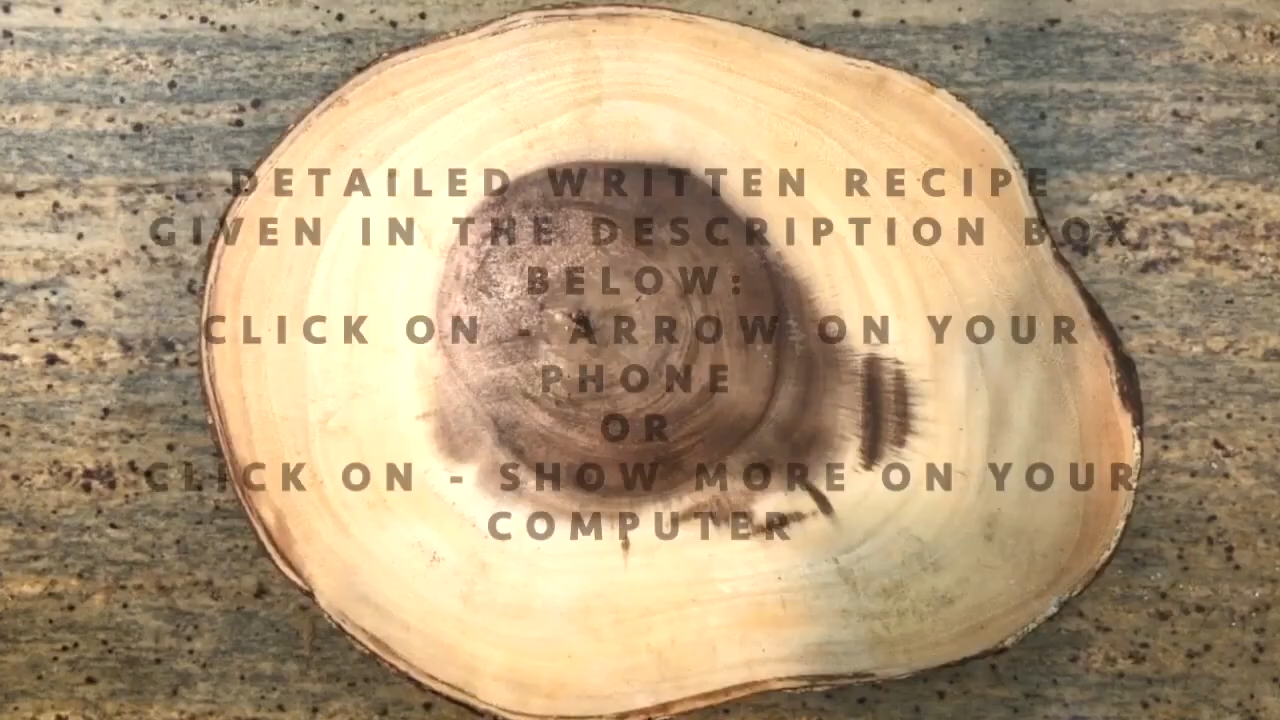 DETAILED WRITTEN RECIPE
GIVEN IN THE DESCRIPTION BOX
BELOW:
CLICK ON - ARROW ON YOUR
PHONE
OR
CLICK ON - SHOW MORE ON YOUR
COMPUTER